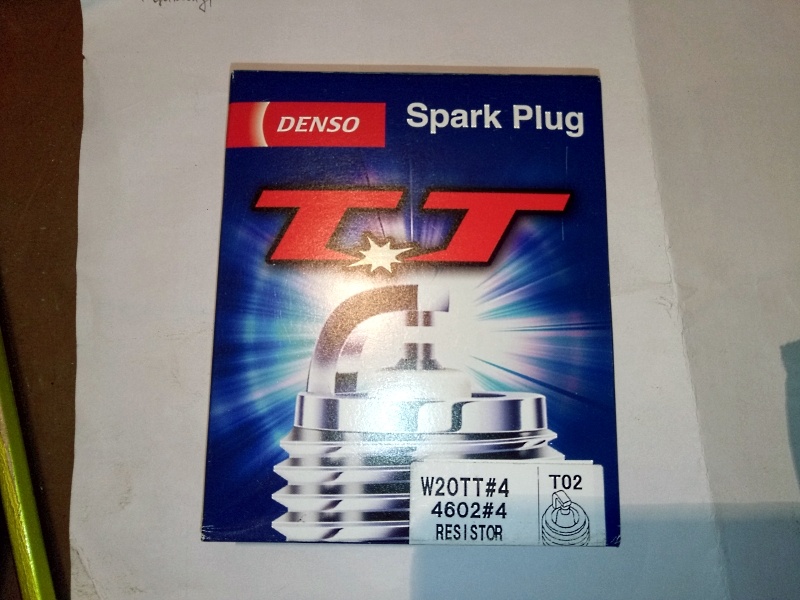 DENSO
Spark Plug
TT
W20TT#4
4602#4
RESISTOR
T02